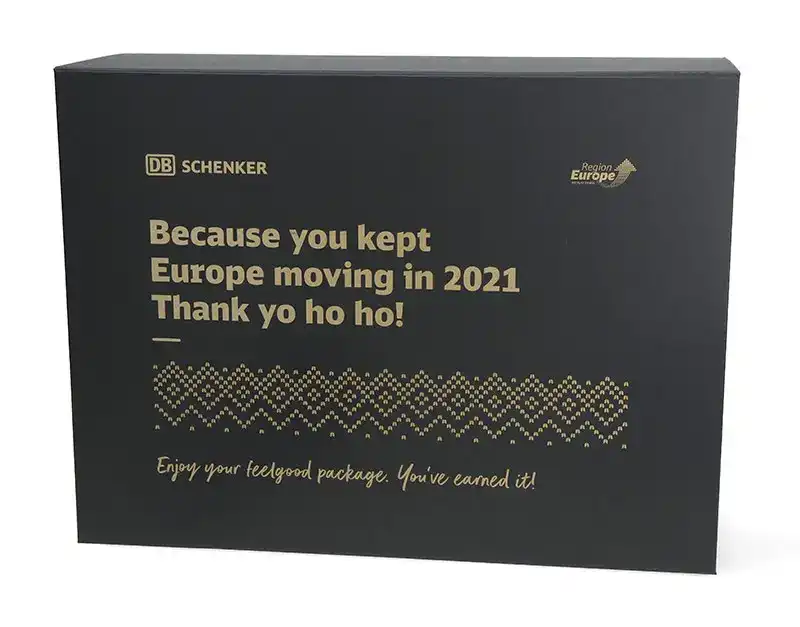 DB SCHENKER
Region
Europe
Because you kept
Europe moving in 2021
Thank yo ho ho!
Enjoy your feelgood package. You've earned it!